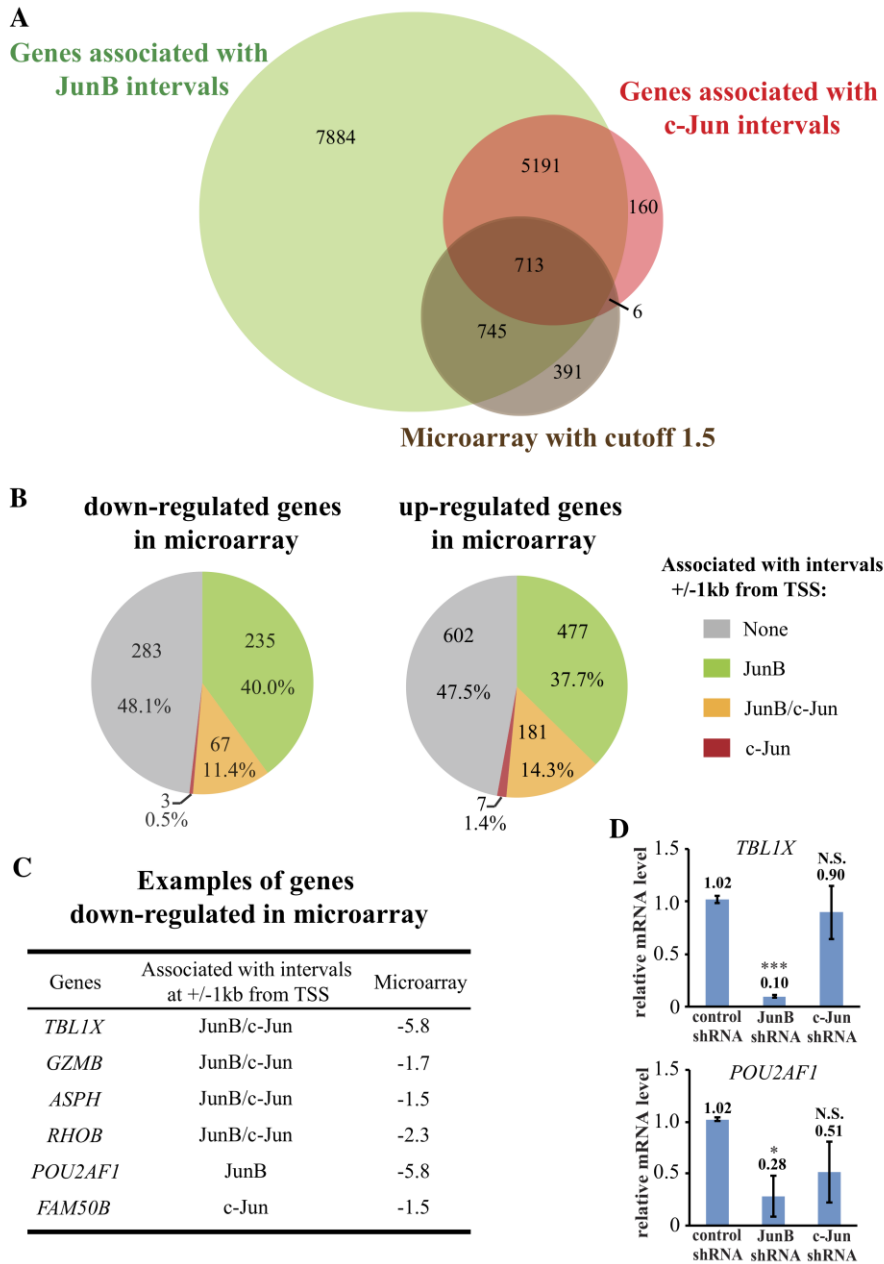 A
Genes associated with
JunB intervals
Genes associated with
c-Jun intervals
7884
5191
160
713
6
745
391
Microarray with cutoff 1.5
B
down-regulated genes
in microarray
283
235
48.1%
40.0%
67
11.4%
3
0.5%
up-regulated genes
in microarray
602
477
47.5%
37.7%
181
14.3%
7
1.4%
Associated with intervals
+/-1kb from TSS:
None
JunB
JunB/c-Jun
c-Jun
C
Examples of genes
down-regulated in microarray
Genes Associated with intervals at +/-1kb from TSS Microarray
TBL1X JunB/c-Jun -5.8
GZMB JunB/c-Jun -1.7
ASPH JunB/c-Jun -1.5
RHOB JunB/c-Jun -2.3
POU2AF1 JunB -5.8
FAM50B c-Jun -1.5
D
TBL1X
relative mRNA level
1.5
1.0
0.5
0
1.02
***
0.10
N.S.
0.90
control JunB c-Jun
shRNA shRNA shRNA
POU2AF1
relative mRNA level
1.5
1.0
0.5
0
1.02
*
0.28
N.S.
0.51
control JunB c-Jun
shRNA shRNA shRNA